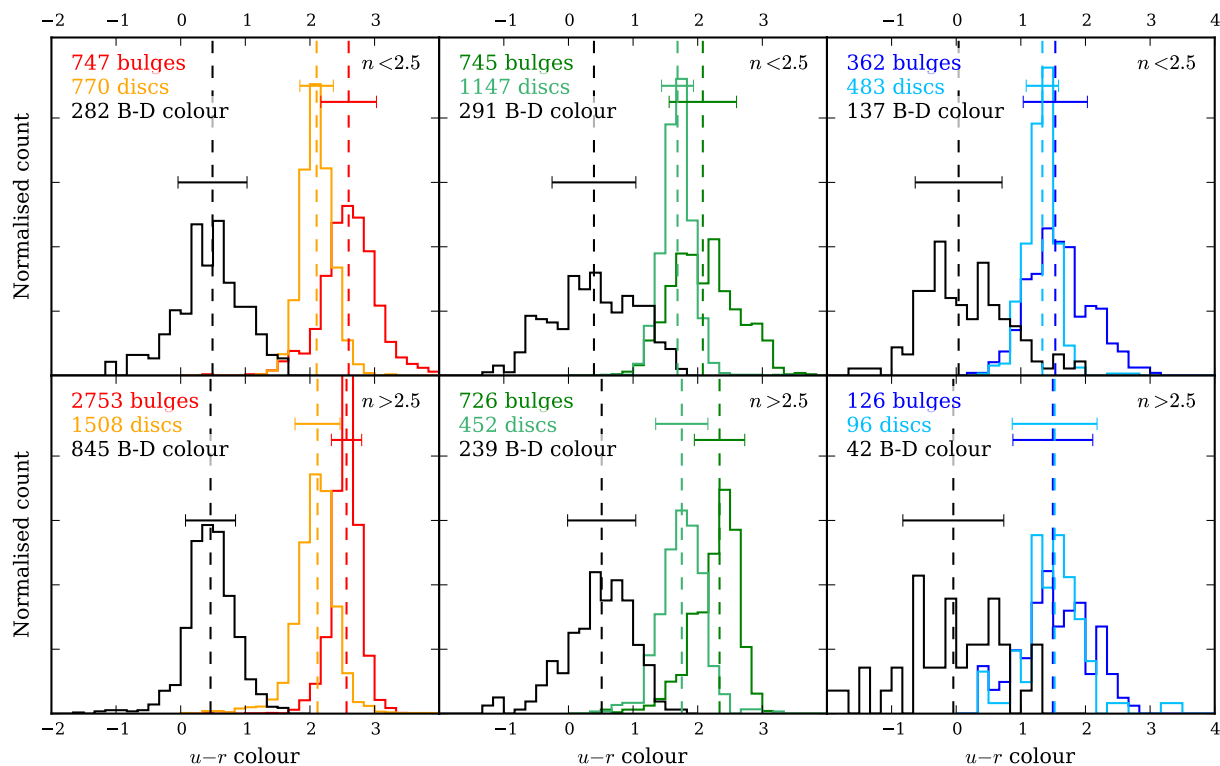 −2 −1 0 1 2 3 −1 0 1 2 3 −1 0 1 2 3 4
747 bulges
770 discs
282 B-D colour
n<2.5
745 bulges
1147 discs
291 B-D colour
n<2.5
362 bulges
483 discs
137 B-D colour
n<2.5
Normalised count
2753 bulges
1508 discs
845 B-D colour
n>2.5
726 bulges
452 discs
239 B-D colour
n>2.5
126 bulges
96 discs
42 B-D colour
n>2.5
Normalised count
−2 −1 0 1 2 3 −1 0 1 2 3 −1 0 1 2 3 4
u−r colour
u−r colour
u−r colour